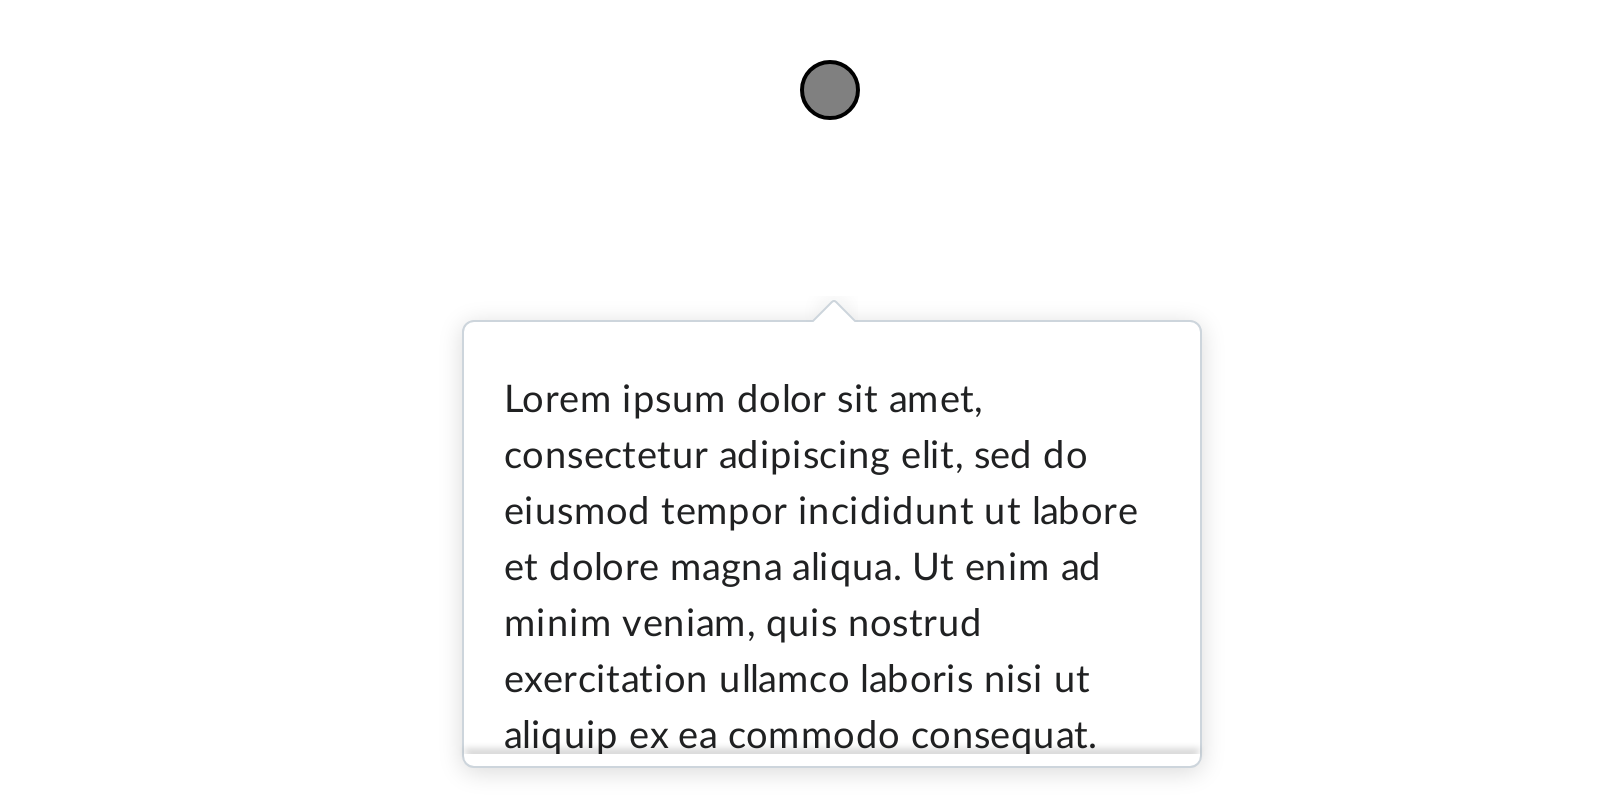 Lorem ipsum dolor sit amet,
consectetur adipiscing elit, sed do
eiusmod tempor incididunt ut labore
et dolore magna aliqua. Ut enim ad
minim veniam, quis nostrud
exercitation ullamco laboris nisi ut
aliquip ex ea commodo consequat.